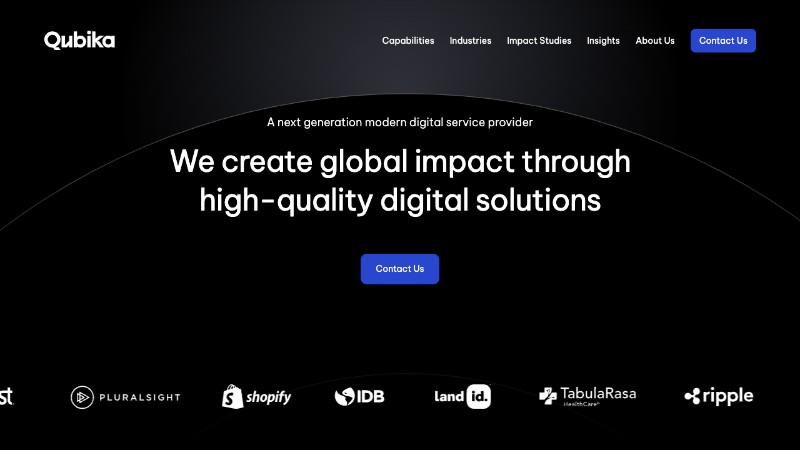 Qubika
Capabilities Industries Impact Studies Insights About Us Contact Us
A next generation modern digital service provider
We create global impact through
high-quality digital solutions
Contact Us
st PLURALSIGHT shopify IDB land id. TabulaRasa ripple
HealthCare